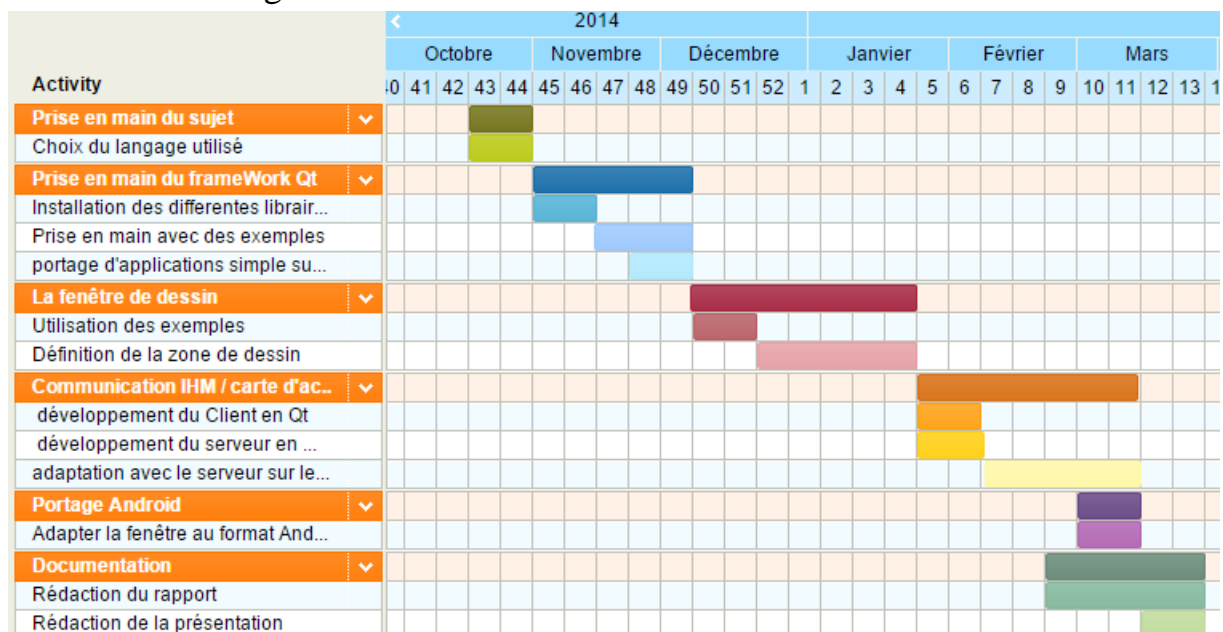 2014
Octobre Novembre Décembre Janvier Février Mars
Activity 40 41 42 43 44 45 46 47 48 49 50 51 52 1 2 3 4 5 6 7 8 9 10 11 12 13 1
Prise en main du sujet
Choix du langage utilisé
Prise en main du frameWork Qt
Installation des differentes librair...
Prise en main avec des exemples
portage d'applications simple su...
La fenêtre de dessin
Utilisation des exemples
Définition de la zone de dessin
Communication IHM / carte d'ac..
développement du Client en Qt
développement du serveur en ...
adaptation avec le serveur sur le...
Portage Android
Adapter la fenêtre au format And...
Documentation
Rédaction du rapport
Rédaction de la présentation